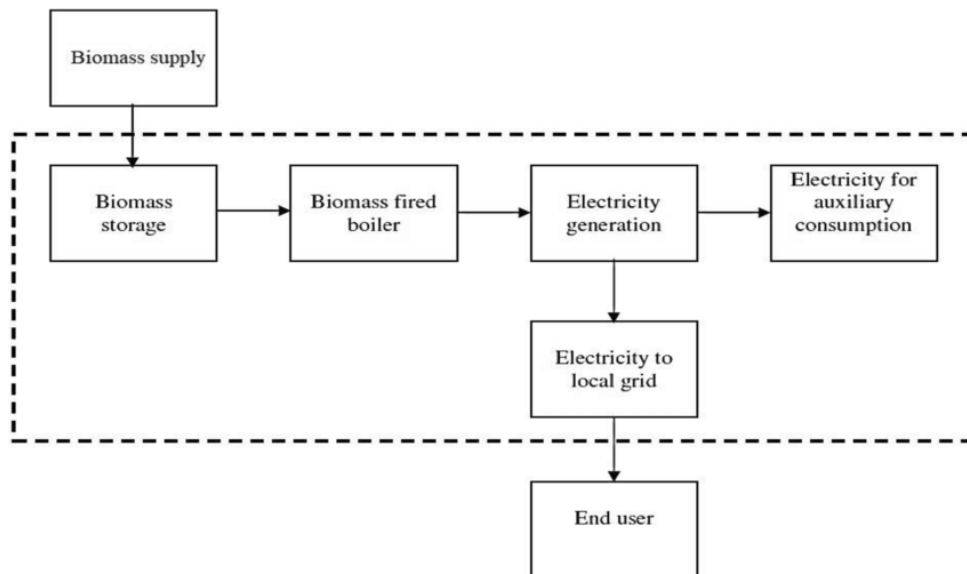 Biomass supply
Biomass
storage
Biomass fired
boiler
Electricity
generation
Electricity for
auxiliary
consumption
Electricity to
local grid
End user